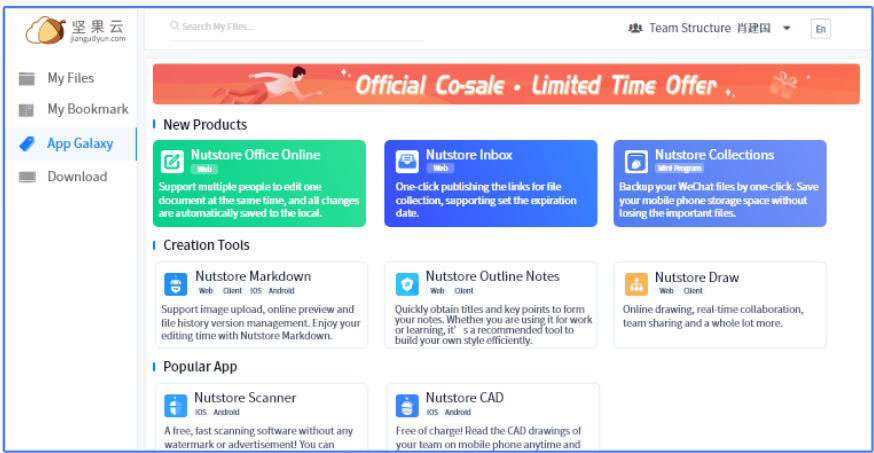 坚果云
jianguoyun.com
Search My Files...
Team Structure 肖建国
En
My Files
My Bookmark
App Galaxy
Download
Official Co-sale · Limited Time Offer
New Products
Nutstore Office Online
Web
Support multiple people to edit one
document at the same time, and all changes
are automatically saved to the local.
Nutstore Inbox
Web
One-click publishing the links for file
collection, supporting set the expiration
date.
Nutstore Collections
Mini Program
Backup your WeChat files by one-click. Save
your mobile phone storage space without
losing the important files.
Creation Tools
Nutstore Markdown
Web Client IOS Android
Support image upload, online preview and
file history version management. Enjoy your
editing time with Nutstore Markdown.
Nutstore Outline Notes
Web Client
Quickly obtain titles and key points to form
your notes. Whether you are using it for work
or learning, it's a recommended tool to
build your own style efficiently.
Nutstore Draw
Web Client
Online drawing, real-time collaboration,
team sharing and a whole lot more.
Popular App
Nutstore Scanner
IOS Android
A free, fast scanning software without any
watermark or advertisement! You can
Nutstore CAD
IOS Android
Free of charge! Read the CAD drawings of
your team on mobile phone anytime and